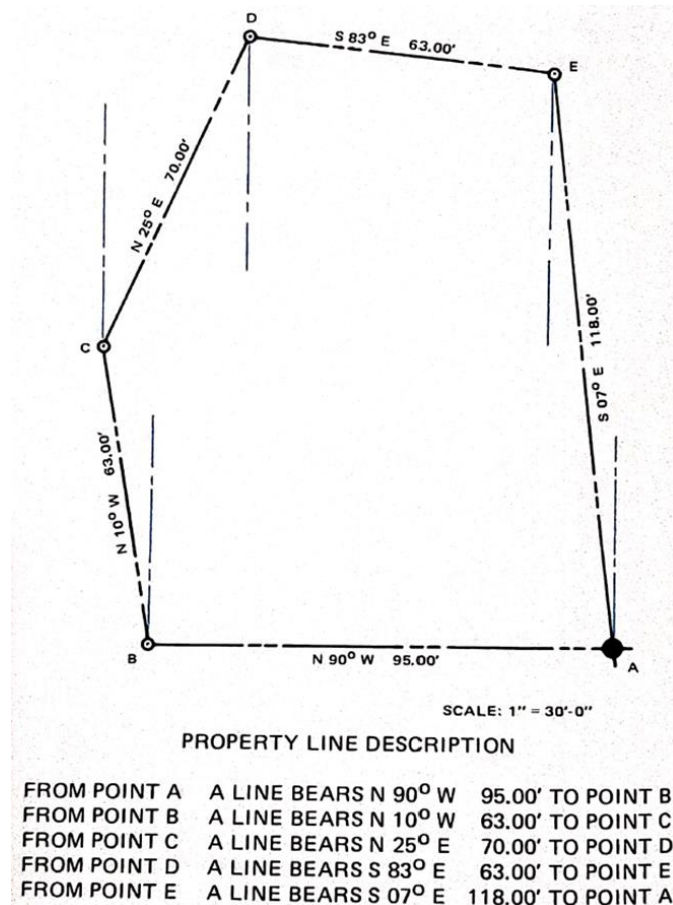 D
S 83° E 63.00'
E
N 25° E 70.00'
C
S 07° E 118.00'
N 10° W 63.00'
B
N 90° W 95.00'
A
SCALE: 1" = 30'-0"
PROPERTY LINE DESCRIPTION
FROM POINT A A LINE BEARS N 90° W 95.00' TO POINT B
FROM POINT B A LINE BEARS N 10° W 63.00' TO POINT C
FROM POINT C A LINE BEARS N 25° E 70.00' TO POINT D
FROM POINT D A LINE BEARS S 83° E 63.00' TO POINT E
FROM POINT E A LINE BEARS S 07° E 118.00' TO POINT A